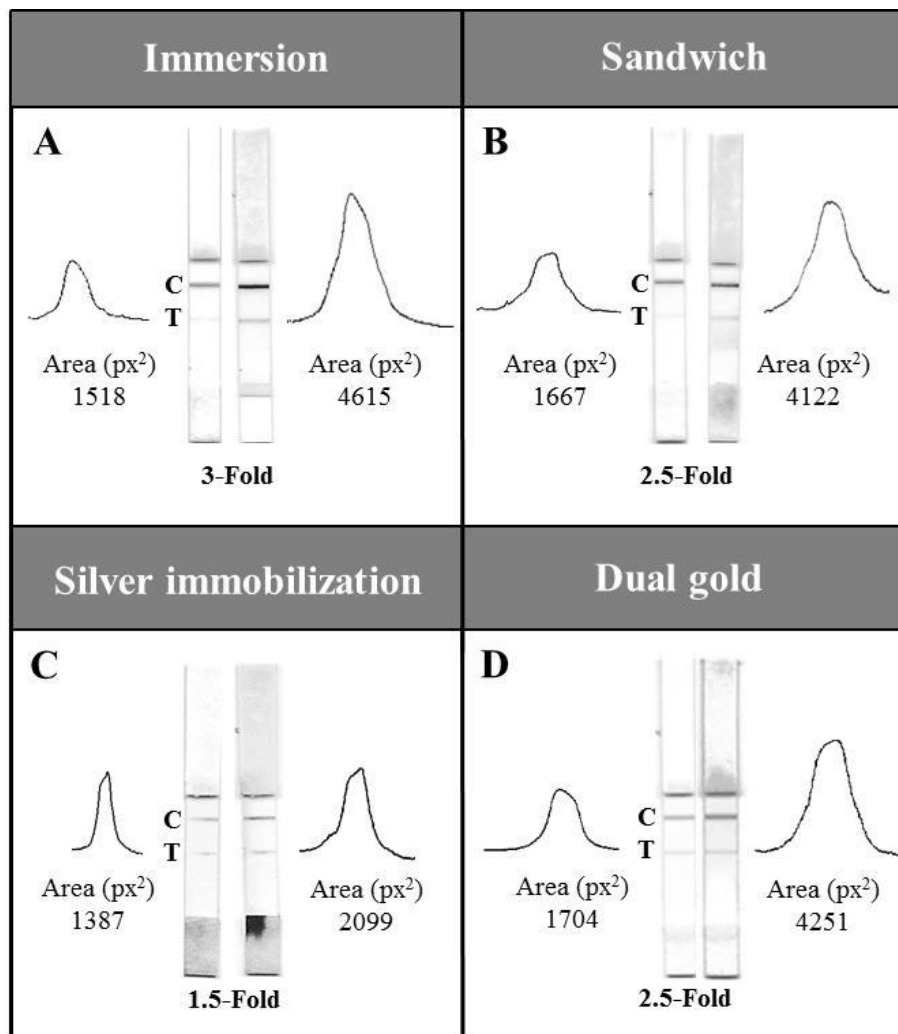 Immersion
Sandwich
A
C
T
Area (px²)
1518
Area (px²)
4615
3-Fold
B
C
T
Area (px²)
1667
Area (px²)
4122
2.5-Fold
Silver immobilization
Dual gold
C
C
T
Area (px²)
1387
Area (px²)
2099
1.5-Fold
D
C
T
Area (px²)
1704
Area (px²)
4251
2.5-Fold